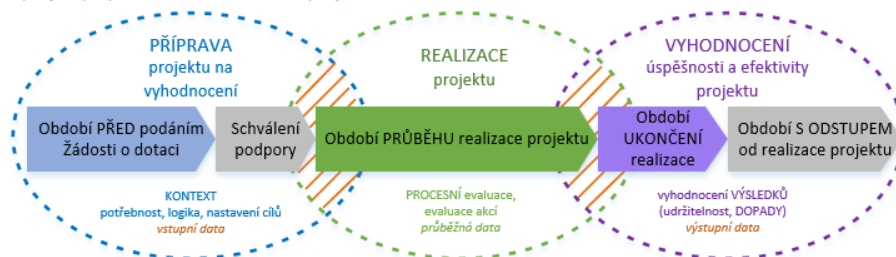 PŘÍPRAVA
projektu na
vyhodnocení
REALIZACE
projektu
VYHODNOCENÍ
úspěšnosti a efektivity
projektu
Období PŘED podáním
Žádosti o dotaci
Schválení
podpory
Období PRŮBĚHU realizace projektu
Období
UKONČENÍ
realizace
Období S ODSTUPEM
od realizace projektu
KONTEXT
potřebnost, logika, nastavení cílů
vstupní data
PROCESNÍ evaluace,
evaluace akcí
průběžná data
vyhodnocení VÝSLEDKŮ
(udržitelnost, DOPADY)
výstupní data